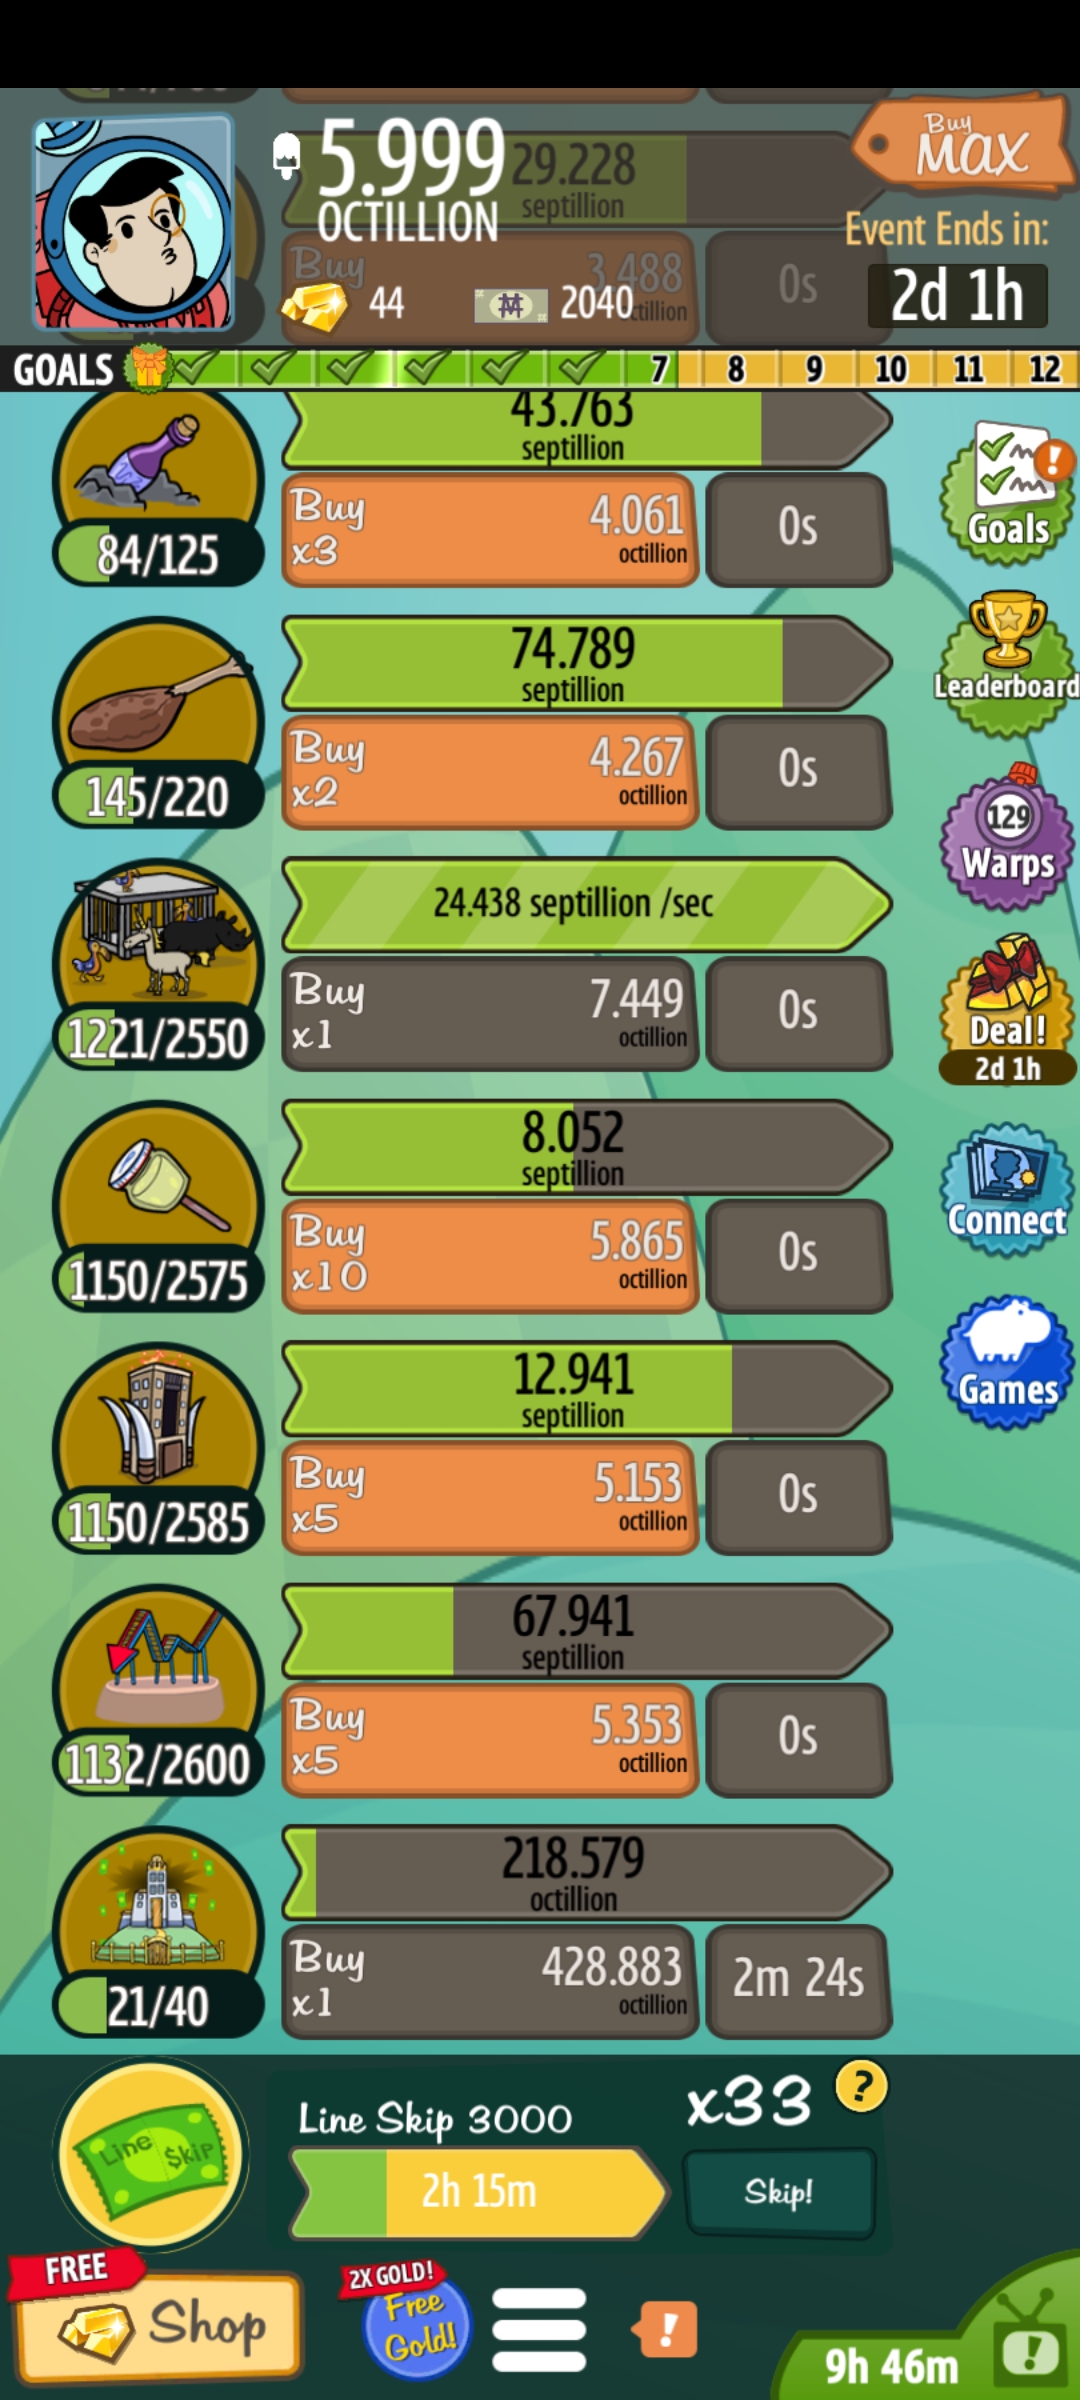 5.999
OCTILLION
29.228
septillion
Buy
MAX
Event Ends in:
2d 1h
Buy
3.488
0s
44
2040
GOALS
7
8
9
10
11
12
43.763
septillion
84/125
Buy
x3
4.061
octillion
0s
Goals
74.789
septillion
145/220
Buy
x2
4.267
octillion
0s
Leaderboard
24.438 septillion /sec
1221/2550
Buy
x1
7.449
octillion
0s
129
Warps
Deal!
2d 1h
8.052
septillion
1150/2575
Buy
x10
5.865
octillion
0s
Connect
12.941
septillion
1150/2585
Buy
x5
5.153
octillion
0s
Games
67.941
septillion
1132/2600
Buy
x5
5.353
octillion
0s
218.579
octillion
21/40
Buy
x1
428.883
octillion
2m 24s
Line $kip
Line Skip 3000
x33
?
2h 15m
Skip!
FREE
Shop
2X GOLD!
Free
Gold!
!
9h 46m
!